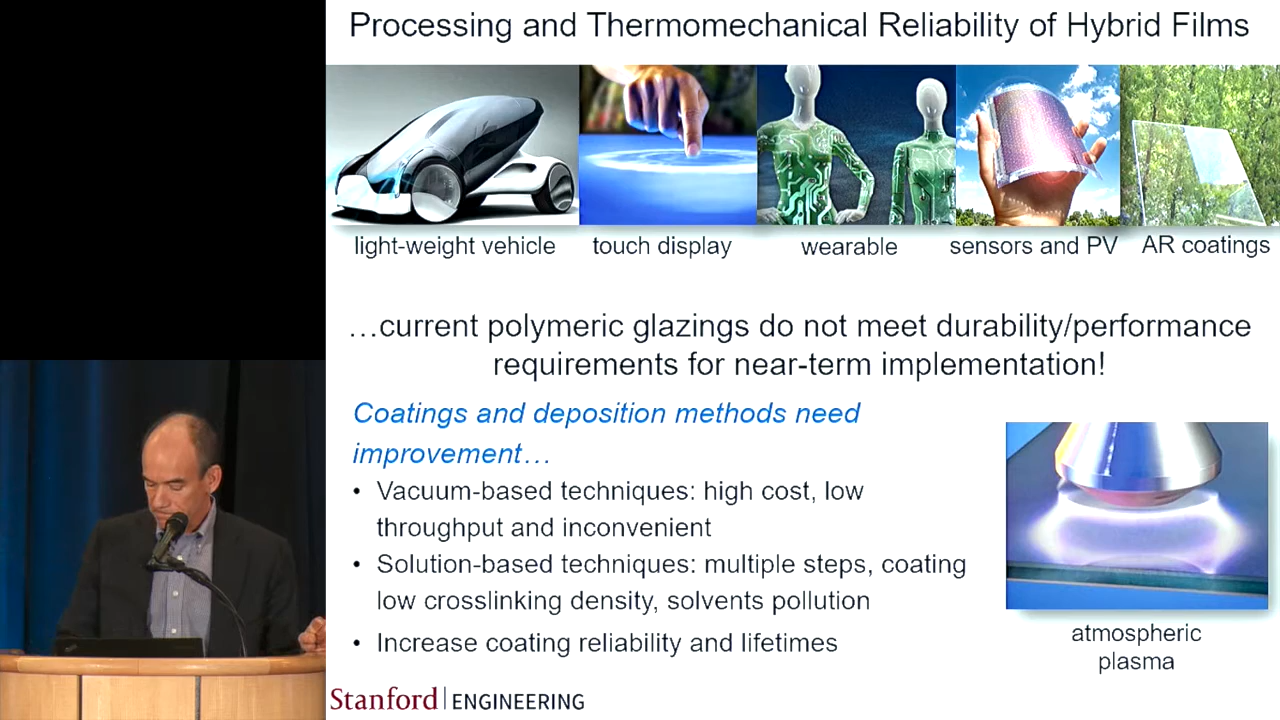 Processing and Thermomechanical Reliability of Hybrid Films
light-weight vehicle
touch display
wearable
sensors and PV
AR coatings
…current polymeric glazings do not meet durability/performance
requirements for near-term implementation!
Coatings and deposition methods need
improvement…
• Vacuum-based techniques: high cost, low
throughput and inconvenient
• Solution-based techniques: multiple steps, coating
low crosslinking density, solvents pollution
• Increase coating reliability and lifetimes
atmospheric
plasma
Stanford | ENGINEERING